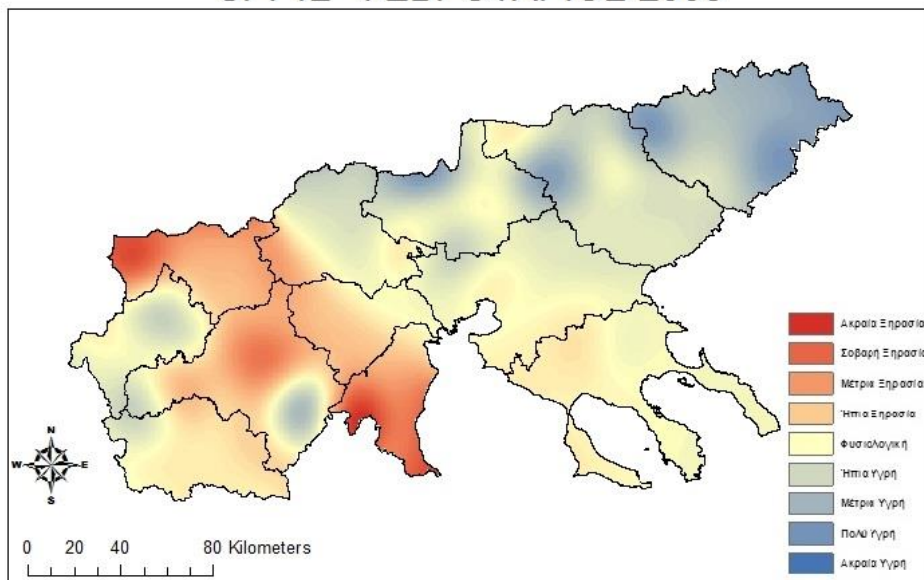 Ακραία Ξηρασία
Σοβαρή Ξηρασία
Μέτρια Ξηρασία
Ήπια Ξηρασία
Φυσιολογική
Ήπια Υγρή
Μέτρια Υγρή
Πολύ Υγρή
Ακραία Υγρή
N
W E
S
0 20 40 80 Kilometers